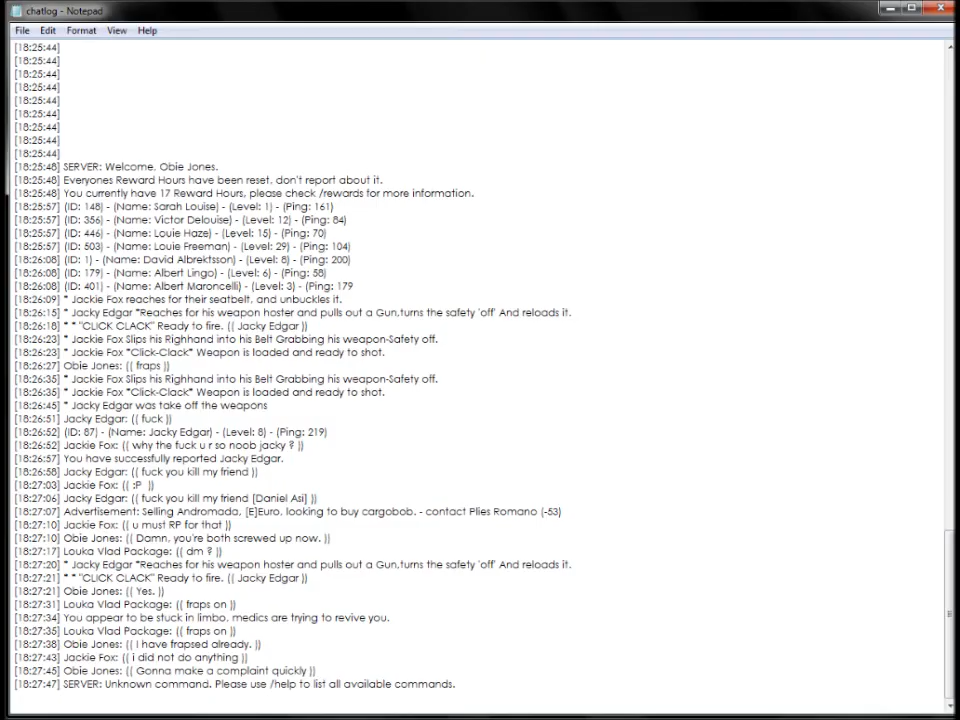 chatlog - Notepad
File Edit Format View Help
[18:25:44]
[18:25:44]
[18:25:44]
[18:25:44]
[18:25:44]
[18:25:44]
[18:25:44]
[18:25:44]
[18:25:44]
[18:25:48] SERVER: Welcome, Obie Jones.
[18:25:48] Everyones Reward Hours have been reset, don't report about it.
[18:25:48] You currently have 17 Reward Hours, please check /rewards for more information.
[18:25:57] (ID: 148) - (Name: Sarah Louise) - (Level: 1) - (Ping: 161)
[18:25:57] (ID: 356) - (Name: Victor Delouise) - (Level: 12) - (Ping: 84)
[18:25:57] (ID: 446) - (Name: Louie Haze) - (Level: 15) - (Ping: 70)
[18:25:57] (ID: 503) - (Name: Louie Freeman) - (Level: 29) - (Ping: 104)
[18:26:08] (ID: 1) - (Name: David Albrektsson) - (Level: 8) - (Ping: 200)
[18:26:08] (ID: 179) - (Name: Albert Lingo) - (Level: 6) - (Ping: 58)
[18:26:08] (ID: 401) - (Name: Albert Maroncelli) - (Level: 3) - (Ping: 179
[18:26:09] * Jackie Fox reaches for their seatbelt, and unbuckles it.
[18:26:15] * Jacky Edgar *Reaches for his weapon hoster and pulls out a Gun,turns the safety 'off' And reloads it.
[18:26:18] * * "CLICK CLACK" Ready to fire. (( Jacky Edgar ))
[18:26:23] * Jackie Fox Slips his Righhand into his Belt Grabbing his weapon-Safety off.
[18:26:23] * Jackie Fox *Click-Clack* Weapon is loaded and ready to shot.
[18:26:27] Obie Jones: (( fraps ))
[18:26:35] * Jackie Fox Slips his Righhand into his Belt Grabbing his weapon-Safety off.
[18:26:35] * Jackie Fox *Click-Clack* Weapon is loaded and ready to shot.
[18:26:45] * Jacky Edgar was take off the weapons
[18:26:51] Jacky Edgar: (( fuck ))
[18:26:52] (ID: 87) - (Name: Jacky Edgar) - (Level: 8) - (Ping: 219)
[18:26:52] Jackie Fox: (( why the fuck u r so noob jacky ? ))
[18:26:57] You have successfully reported Jacky Edgar.
[18:26:58] Jacky Edgar: (( fuck you kill my friend ))
[18:27:03] Jackie Fox: (( :P  ))
[18:27:06] Jacky Edgar: (( fuck you kill my friend [Daniel Asi] ))
[18:27:07] Advertisement: Selling Andromada, [E]Euro. looking to buy cargobob. - contact Plies Romano (-53)
[18:27:10] Jackie Fox: (( u must RP for that ))
[18:27:10] Obie Jones: (( Damn, you're both screwed up now. ))
[18:27:17] Louka Vlad Package: (( dm ? ))
[18:27:20] * Jacky Edgar *Reaches for his weapon hoster and pulls out a Gun,turns the safety 'off' And reloads it.
[18:27:21] * * "CLICK CLACK" Ready to fire. (( Jacky Edgar ))
[18:27:21] Obie Jones: (( Yes. ))
[18:27:31] Louka Vlad Package: (( fraps on ))
[18:27:34] You appear to be stuck in limbo, medics are trying to revive you.
[18:27:35] Louka Vlad Package: (( fraps on ))
[18:27:38] Obie Jones: (( I have frapsed already. ))
[18:27:43] Jackie Fox: (( i did not do anything ))
[18:27:45] Obie Jones: (( Gonna make a complaint quickly ))
[18:27:47] SERVER: Unknown command. Please use /help to list all available commands.